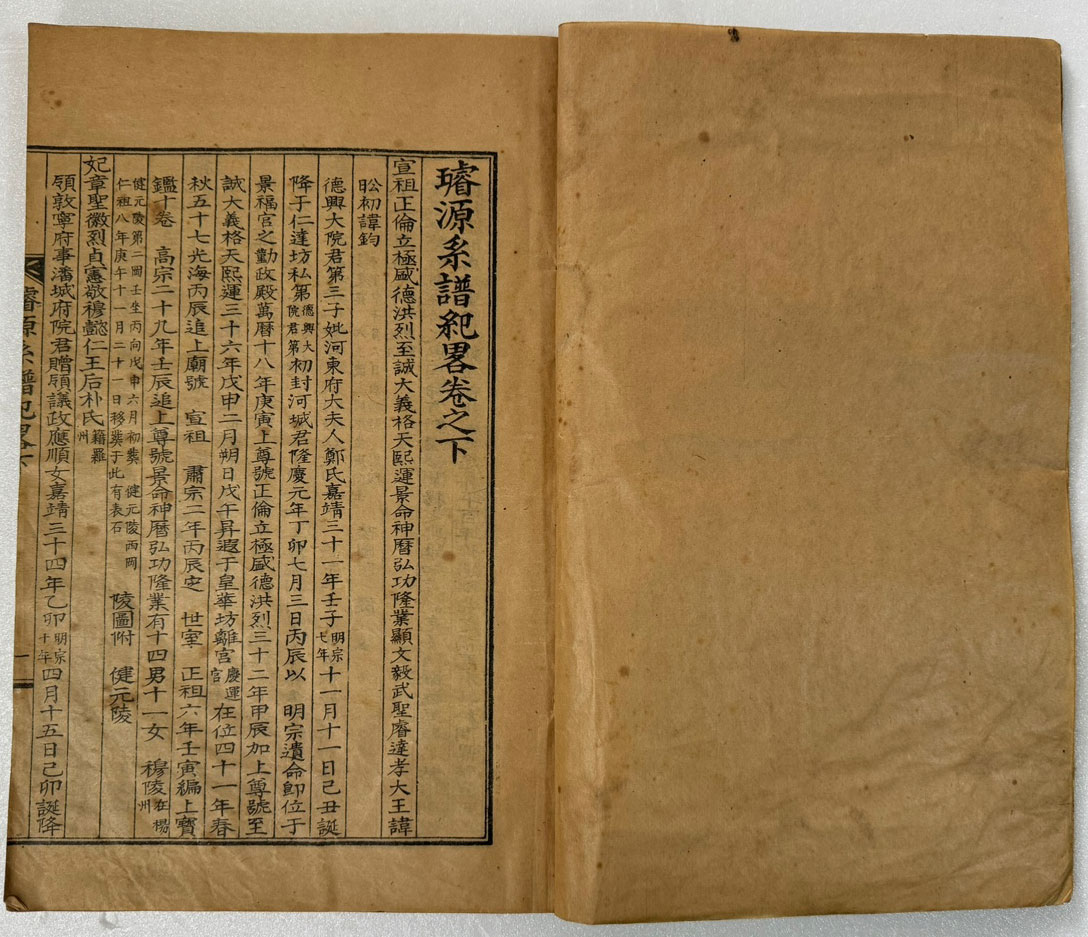 璿源系譜紀畧卷之下
宣祖正倫立極盛德洪烈至誠大義格天熙運景命神曆弘功隆業顯文毅武聖睿達孝大王諱
昖初諱鈞
德興大院君第三子妣河東府大夫人鄭氏嘉靖三十一年壬子明宗七年十一月十一日己丑誕
降于仁達坊私第德興大院君第初封河城君隆慶元年丁卯七月三日丙辰以 明宗遺命卽位于
景福宮之勤政殿萬曆十八年庚寅上尊號正倫立極盛德洪烈三十二年甲辰加上尊號至
誠大義格天熙運三十六年戊申二月朔日戊午昇遐于皇華坊離宮慶運宮在位四十一年春
秋五十七光海丙辰追上廟號 宣祖 肅宗二年丙辰定 世室 正祖六年壬寅編上寶
鑑十卷 高宗二十九年壬辰追上尊號景命神曆弘功隆業有十四男十一女 穆陵在楊州
健元陵第二岡壬坐丙向戊申六月初葬 健元陵西岡仁祖八年庚午十一月二十一日移葬于此有表石 陵圖附 健元陵
妃章聖徽烈貞憲敬穆懿仁王后朴氏籍羅州
領敦寧府事潘城府院君贈領議政應順女嘉靖三十四年乙卯明宗十年四月十五日己卯誕降
璿源系譜紀畧下
一